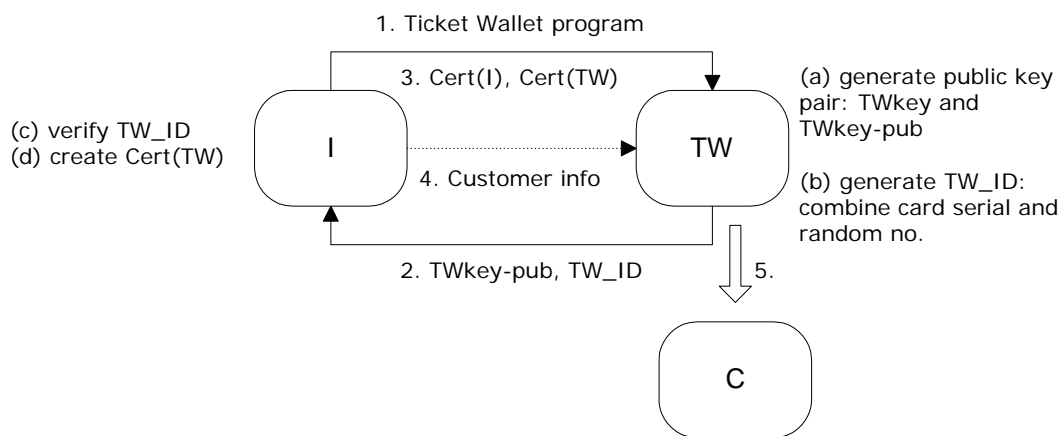 1. Ticket Wallet program
3. Cert(I), Cert(TW)
(a) generate public key
pair: TWkey and
TWkey-pub
(c) verify TW_ID
(d) create Cert(TW)
I
TW
4. Customer info
(b) generate TW_ID:
combine card serial and
random no.
2. TWkey-pub, TW_ID
5.
C